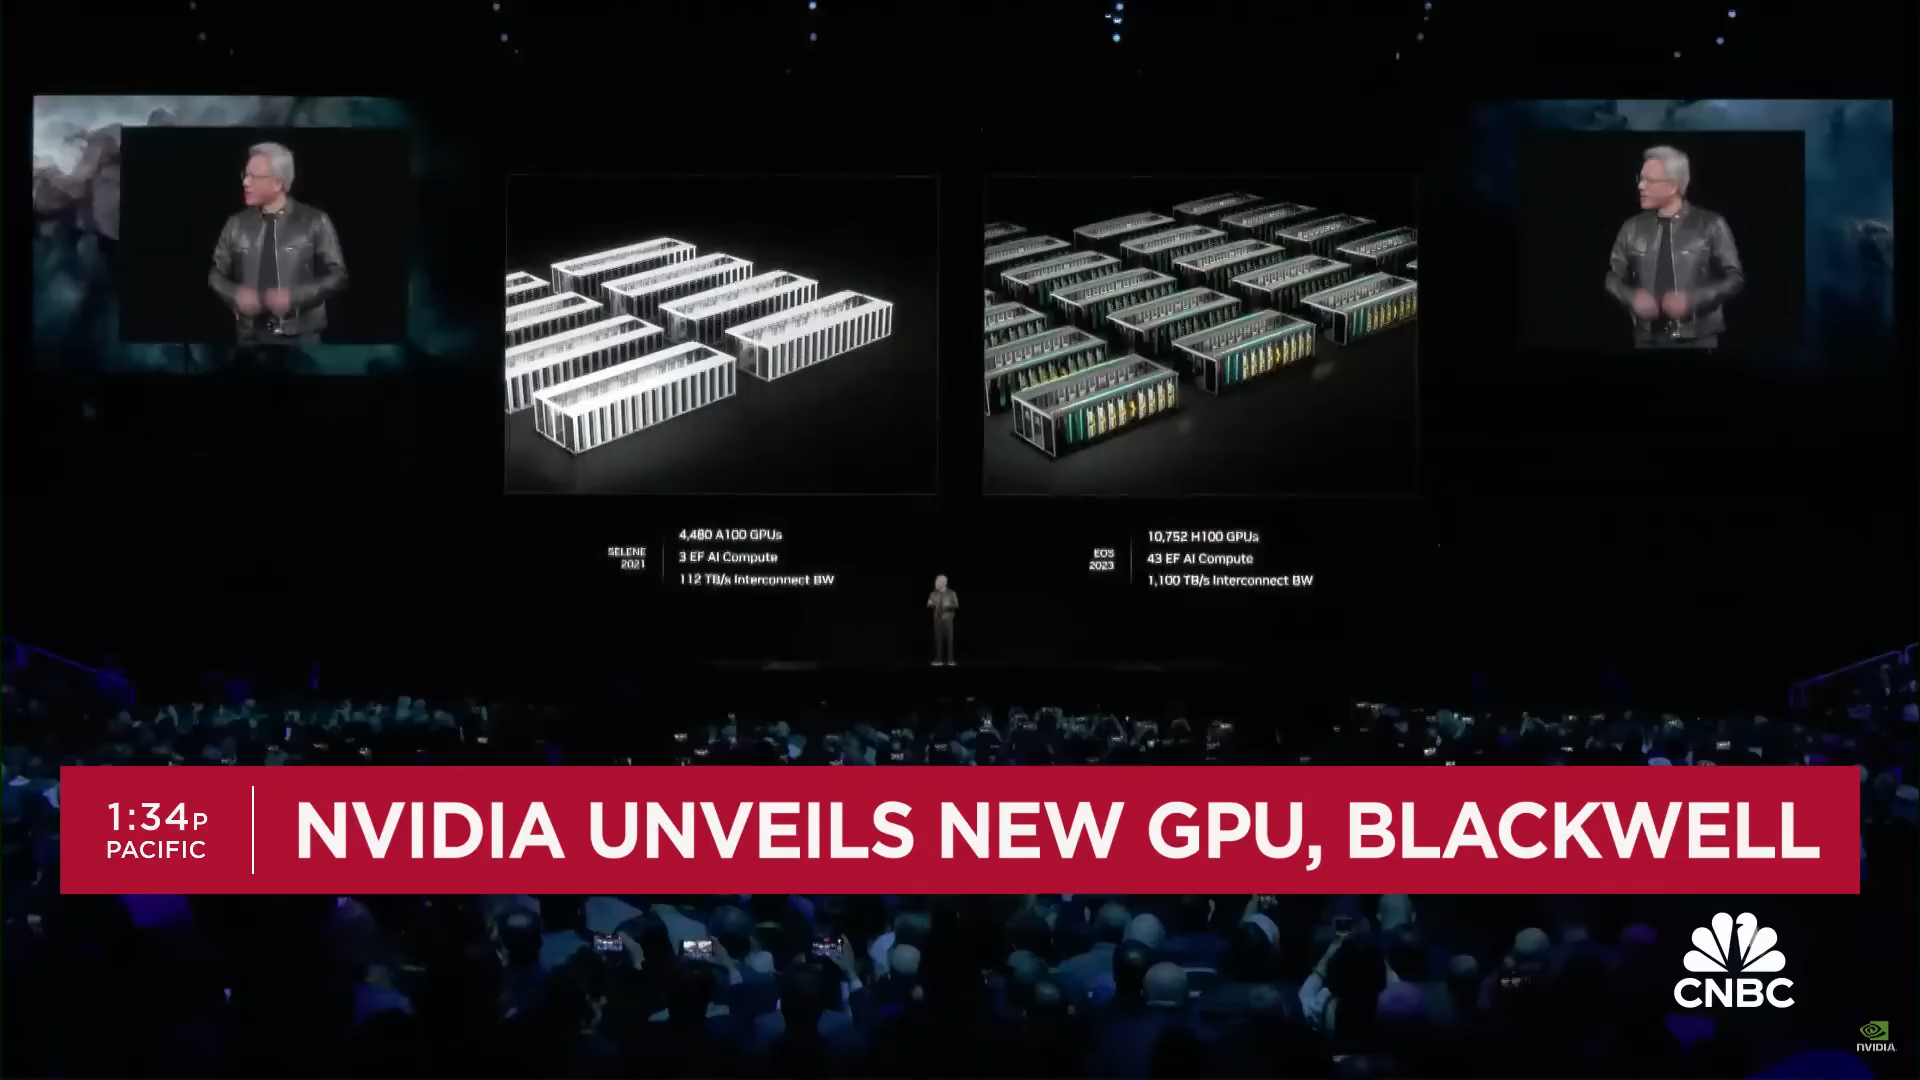 SELENE
2021
4,480 A100 GPUs
3 EF AI Compute
112 TB/s Interconnect BW
EOS
2023
10,752 H100 GPUs
43 EF AI Compute
1,100 TB/s Interconnect BW
1:34P
PACIFIC
NVIDIA UNVEILS NEW GPU, BLACKWELL
CNBC
NVIDIA